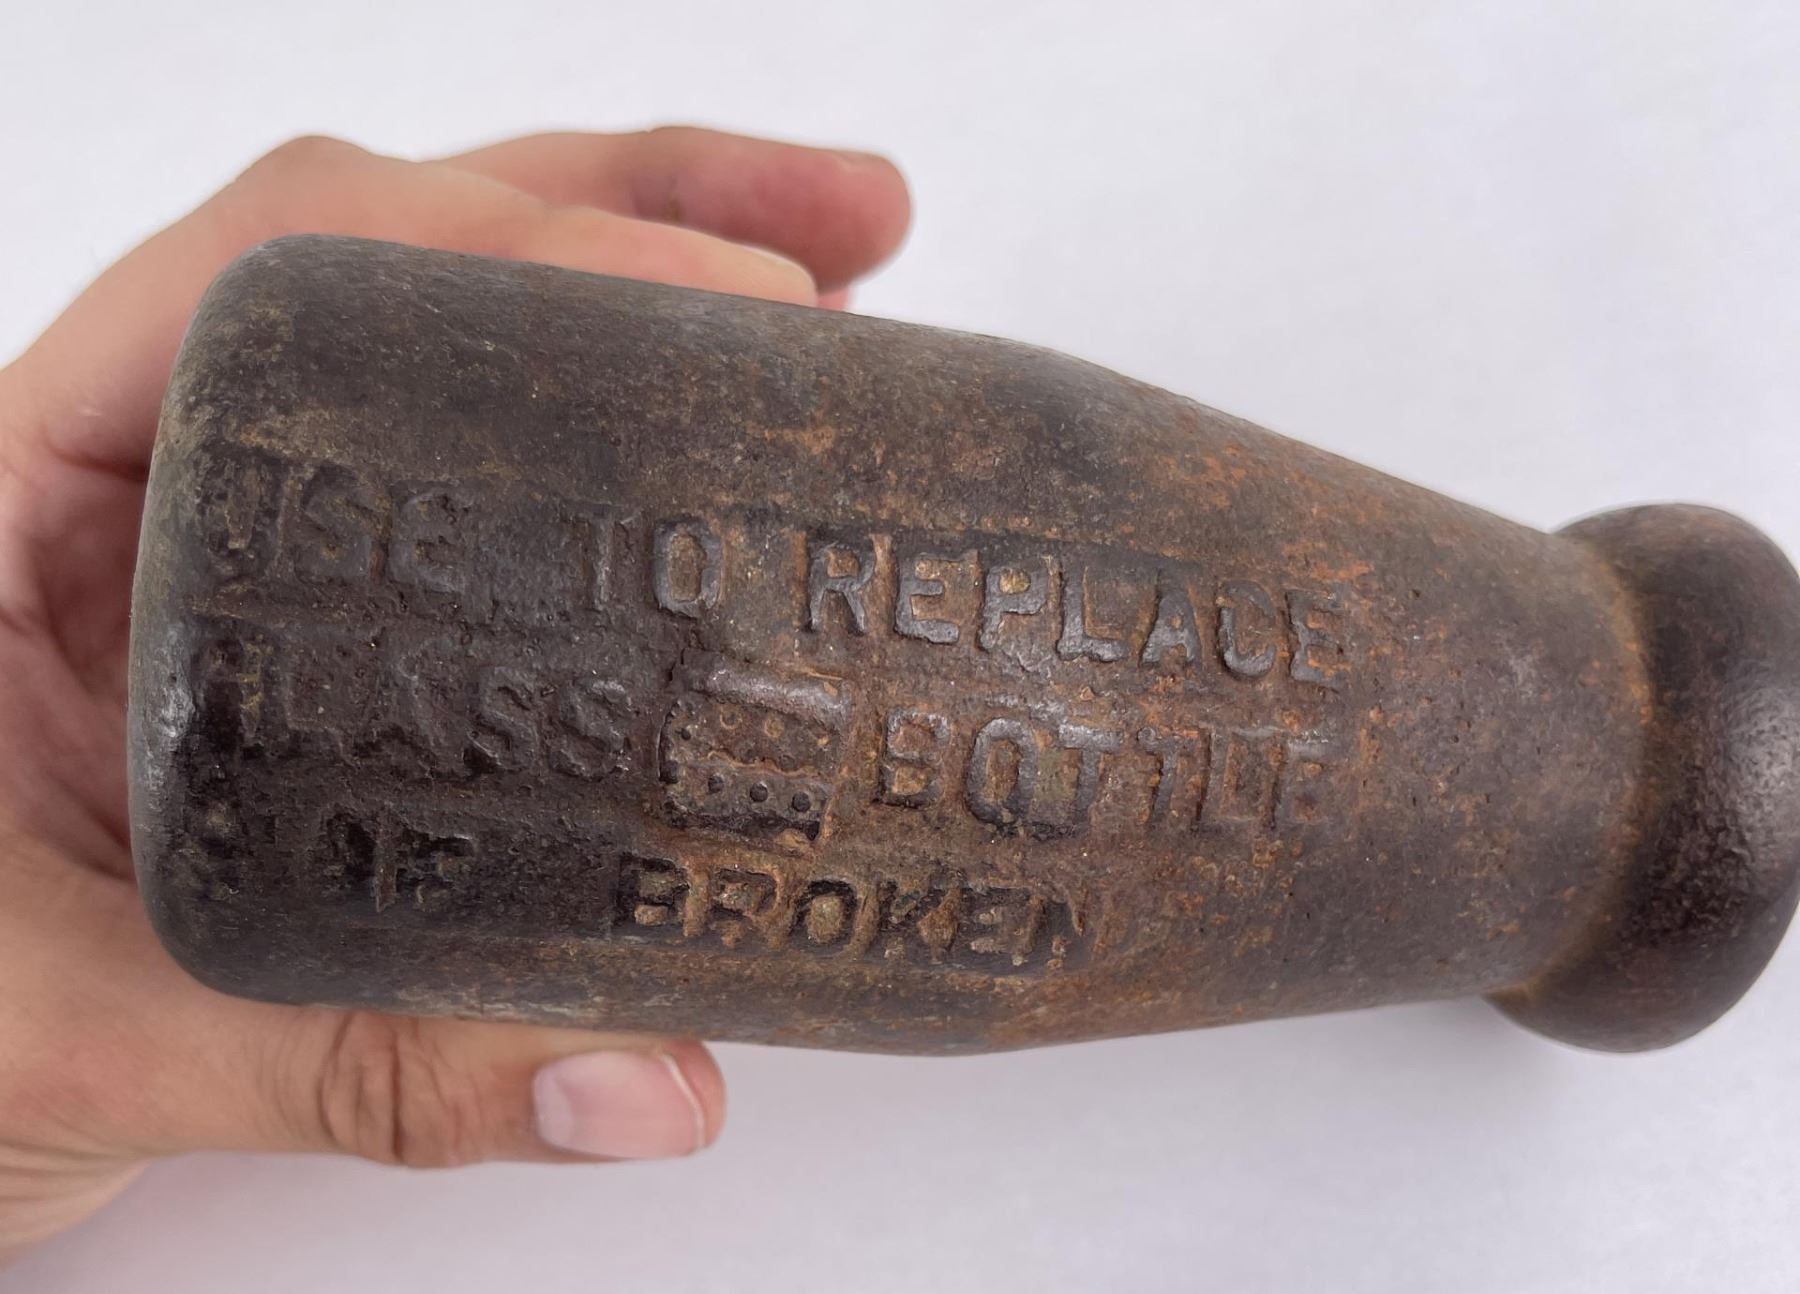 USE TO REPLACE
GLASS BOTTLE
IF BROKEN